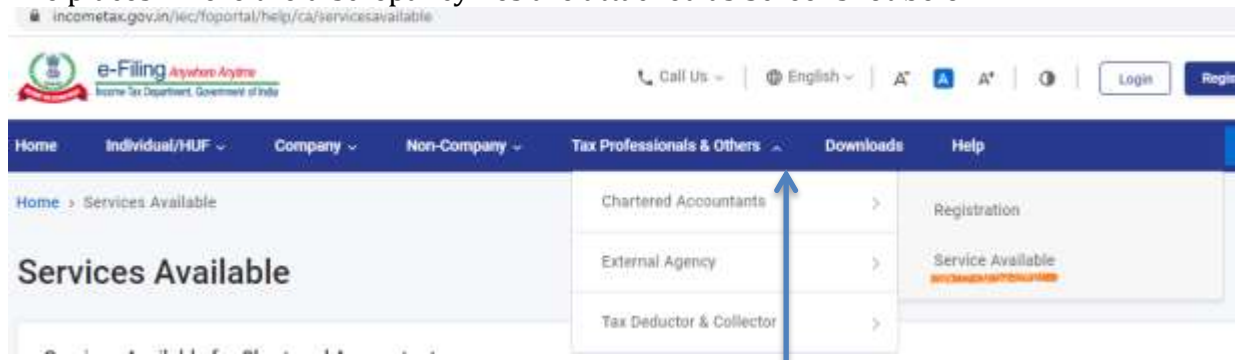 incometax.gov.in/iec/foportal/help/ca/servicesavailable
e-Filing Anywhere Anytime
Income Tax Department, Government of India
Call Us English A- A A+ Login
Home Individual/HUF Company Non-Company Tax Professionals & Others Downloads Help
Home > Services Available
Chartered Accountants >
Registration
Services Available
External Agency >
Service Available
Tax Deductor & Collector >